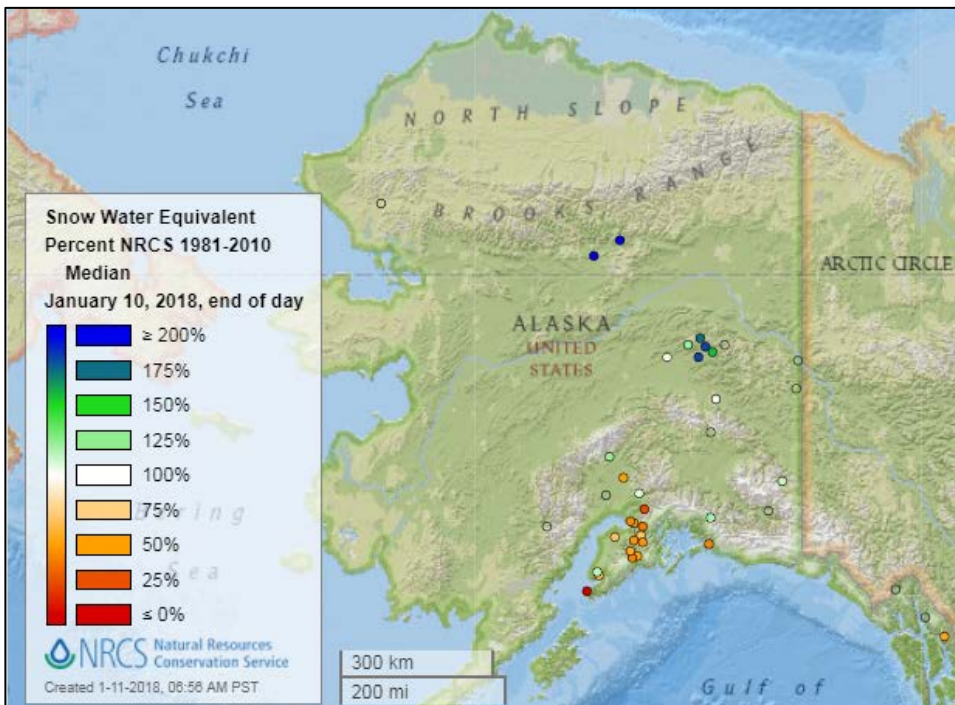 Chukchi
Sea
NORTH SLOPE
BROOKS RANGE
ARCTIC CIRCLE
ALASKA
UNITED
STATES
Bering
Sea
Gulf of
Snow Water Equivalent
Percent NRCS 1981-2010
Median
January 10, 2018, end of day
≥ 200%
175%
150%
125%
100%
75%
50%
25%
≤ 0%
NRCS Natural Resources
Conservation Service
Created 1-11-2018, 06:56 AM PST
300 km
200 mi